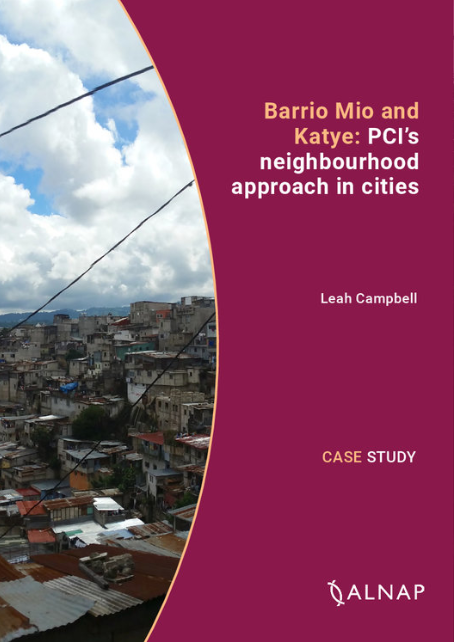 Barrio Mio and
Katye: PCI’s
neighbourhood
approach in cities
Leah Campbell
CASE STUDY
ALNAP